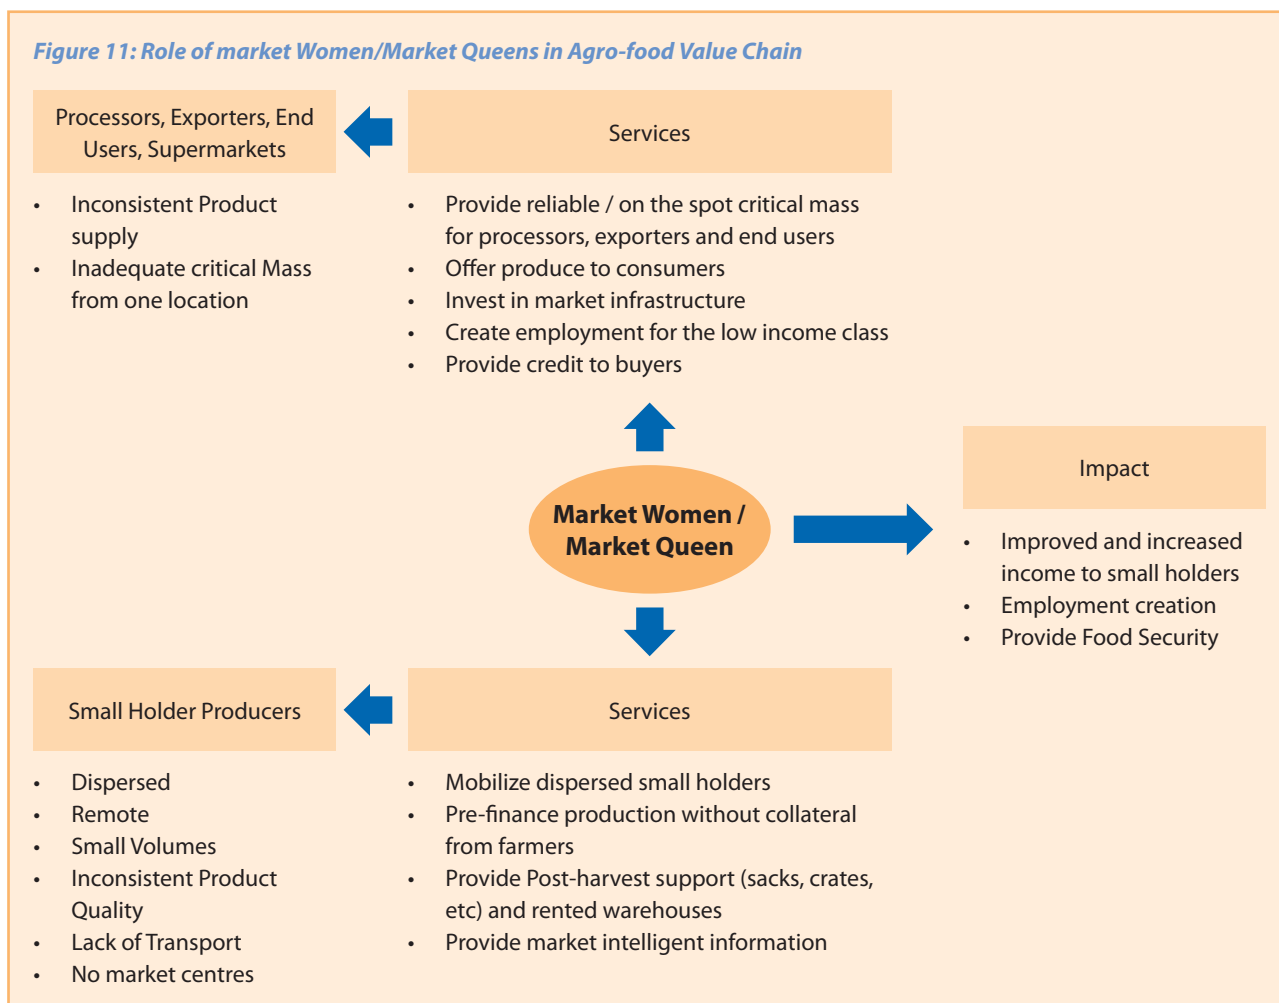 Figure 11: Role of market Women/Market Queens in Agro-food Value Chain
Processors, Exporters, End
Users, Supermarkets
• Inconsistent Product
supply
• Inadequate critical Mass
from one location
Services
• Provide reliable / on the spot critical mass
for processors, exporters and end users
• Offer produce to consumers
• Invest in market infrastructure
• Create employment for the low income class
• Provide credit to buyers
Market Women /
Market Queen
Impact
• Improved and increased
income to small holders
• Employment creation
• Provide Food Security
Small Holder Producers
• Dispersed
• Remote
• Small Volumes
• Inconsistent Product
Quality
• Lack of Transport
• No market centres
Services
• Mobilize dispersed small holders
• Pre-finance production without collateral
from farmers
• Provide Post-harvest support (sacks, crates,
etc) and rented warehouses
• Provide market intelligent information